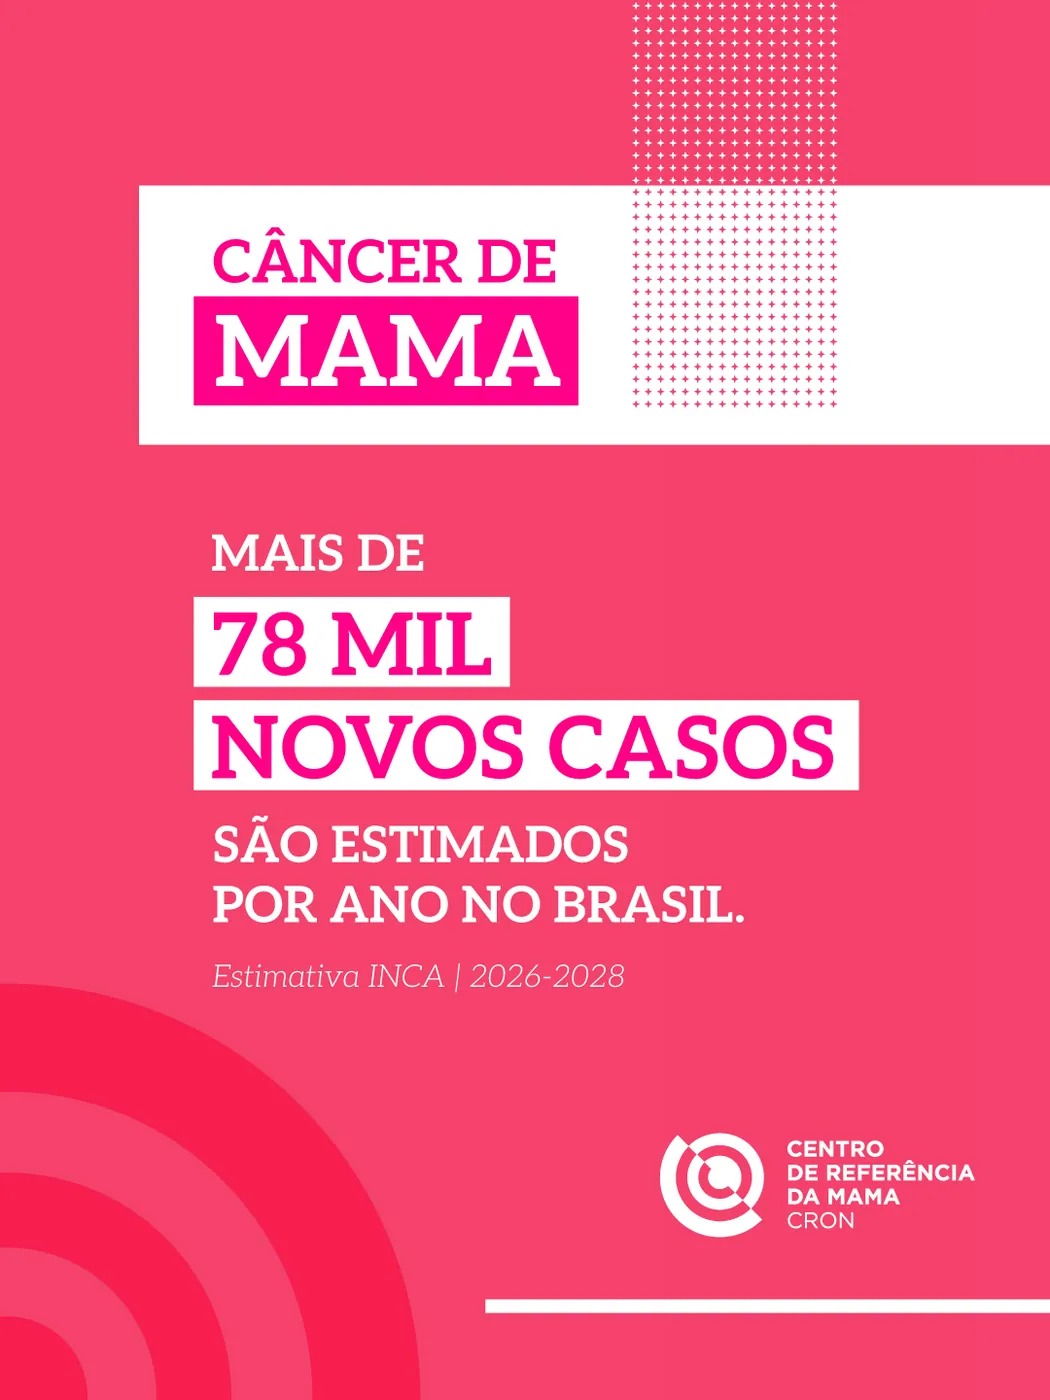 CÂNCER DE
MAMA
MAIS DE
78 MIL
NOVOS CASOS
SÃO ESTIMADOS
POR ANO NO BRASIL.
Estimativa INCA | 2026-2028
CENTRO
DE REFERÊNCIA
DA MAMA
CRON